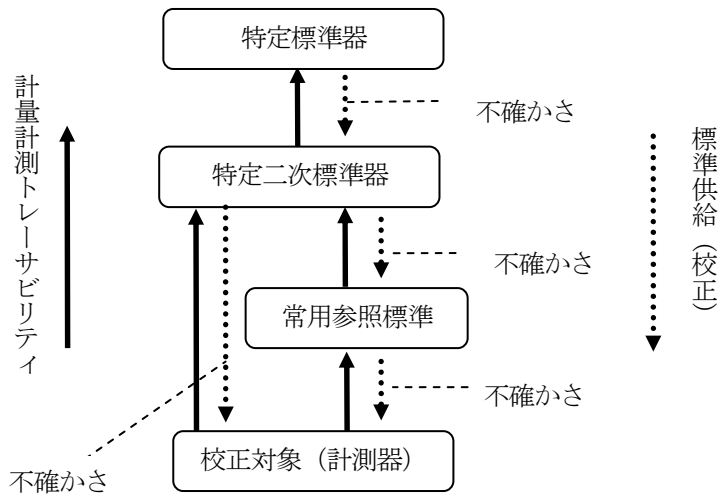 特定標準器
不確かさ
特定二次標準器
不確かさ
常用参照標準
不確かさ
校正対象（計測器）
不確かさ
計量計測トレーサビリティ
標準供給（校正）